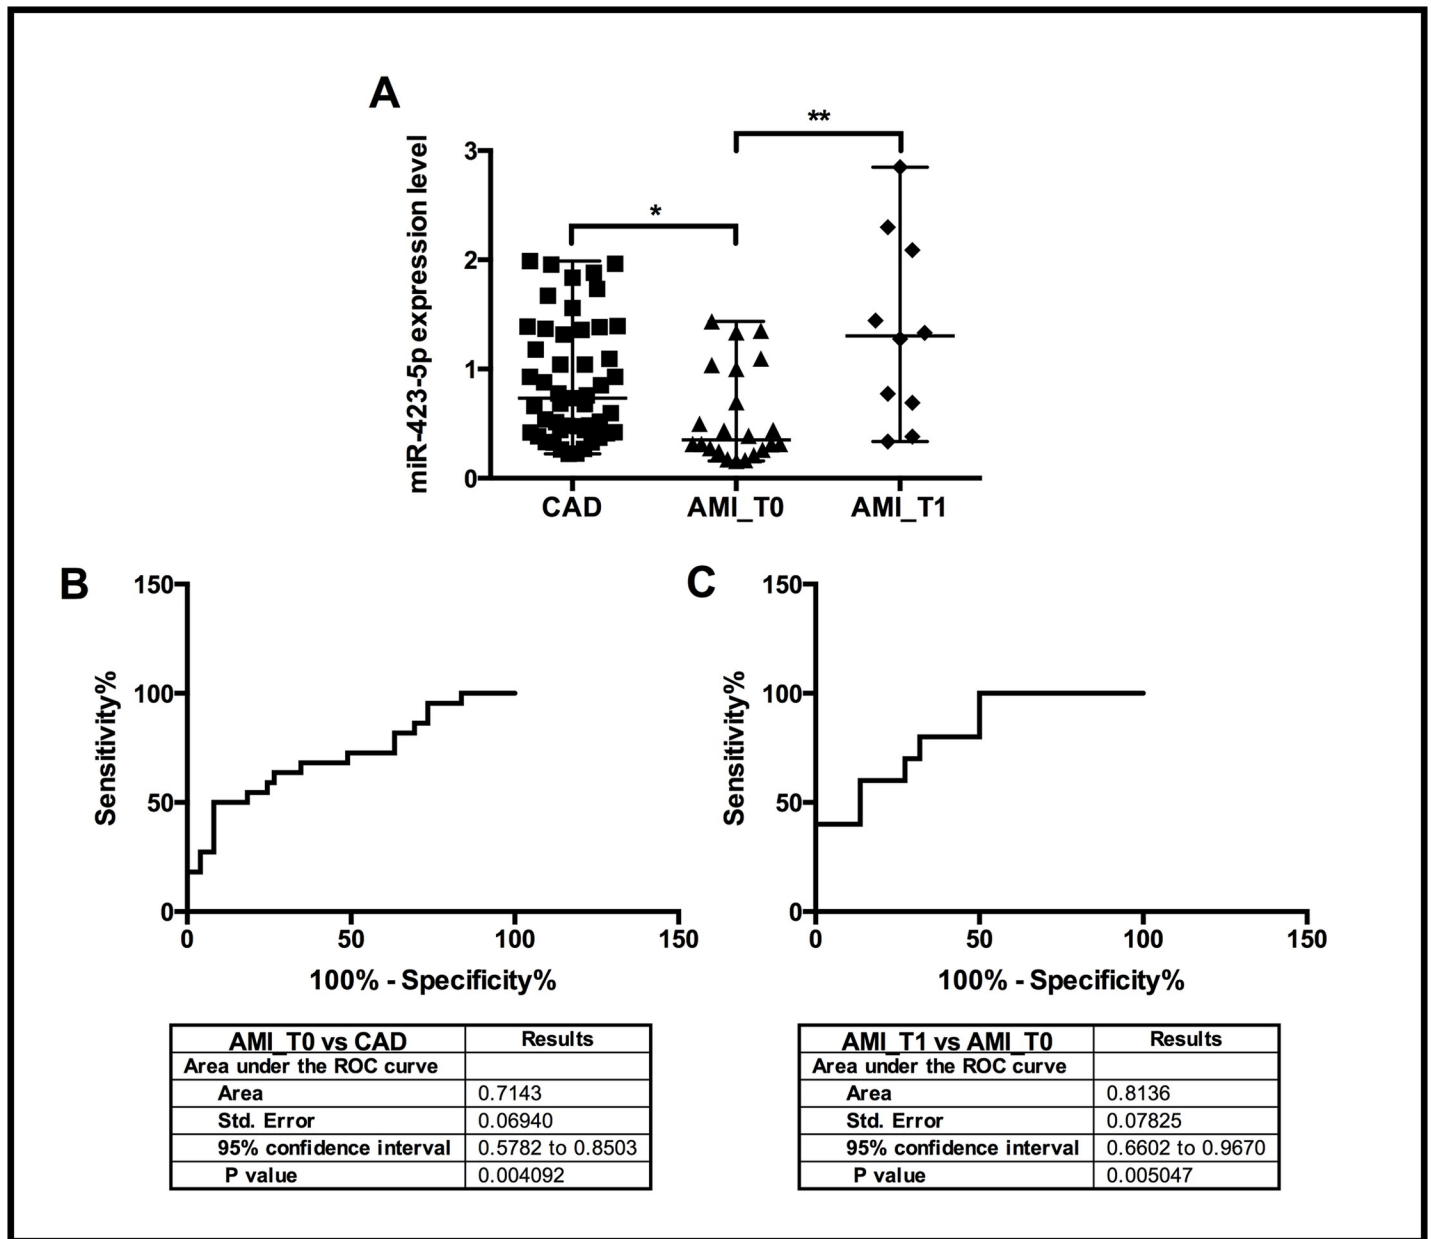 A
miR-423-5p expression level
3
2
1
0
*
**
CAD AMI_T0 AMI_T1
B
Sensitivity%
150
100
50
0
0 50 100 150
100% - Specificity%
AMI_T0 vs CAD Results
Area under the ROC curve
Area 0.7143
Std. Error 0.06940
95% confidence interval 0.5782 to 0.8503
P value 0.004092
C
Sensitivity%
150
100
50
0
0 50 100 150
100% - Specificity%
AMI_T1 vs AMI_T0 Results
Area under the ROC curve
Area 0.8136
Std. Error 0.07825
95% confidence interval 0.6602 to 0.9670
P value 0.005047